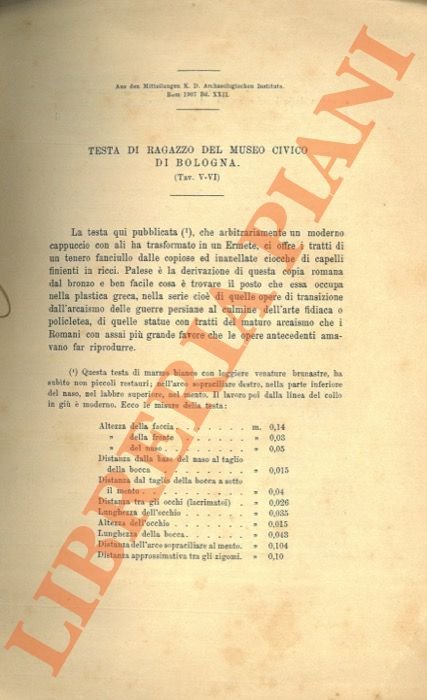 Aus den Mitteilungen K. D. Archaeologischen Instituts.
Rom 1907 Bd. XXII.
TESTA DI RAGAZZO DEL MUSEO CIVICO
DI BOLOGNA.
(Tav. V-VI)
La testa qui pubblicata (¹), che arbitrariamente un moderno
cappuccio con ali ha trasformato in un Ermete, ci offre i tratti di
un tenero fanciullo dalle copiose ed inanellate ciocche di capelli
finienti in ricci. Palese è la derivazione di questa copia romana
dal bronzo e ben facile cosa è trovare il posto che essa occupa
nella plastica greca, nella serie cioè di quelle opere di transizione
dall'arcaismo delle guerre persiane al culmine dell'arte fidiaca o
policletea, di quelle statue con tratti del maturo arcaismo che i
Romani con assai più grande favore che le opere antecedenti ama-
vano far riprodurre.
(¹) Questa testa di marmo bianco con leggiere venature brunastre, ha
subito non piccoli restauri; nell'arco sopraciliare destro, nella parte inferiore
del naso, nel labbro superiore, nel mento. Il lavoro poi dalla linea del collo
in giù è moderno. Ecco le misure della testa:
Altezza della faccia . . . . . . . m. 0,14
" della fronte . . . . . . . " 0,03
" del naso . . . . . . . " 0,05
Distanza dalla base del naso al taglio
della bocca . . . . . . . " 0,015
Distanza dal taglio della bocca a sotto
il mento . . . . . . . " 0,04
Distanza tra gli occhi (lacrimatoi) . " 0,026
Lunghezza dell'occhio . . . . . . " 0,035
Altezza dell'occhio . . . . . . . " 0,015
Lunghezza della bocca . . . . . . " 0,043
Distanza dell'arco sopraciliare al mento. " 0,104
Distanza approssimativa tra gli zigomi. " 0,10
LIBRERIA PIANI